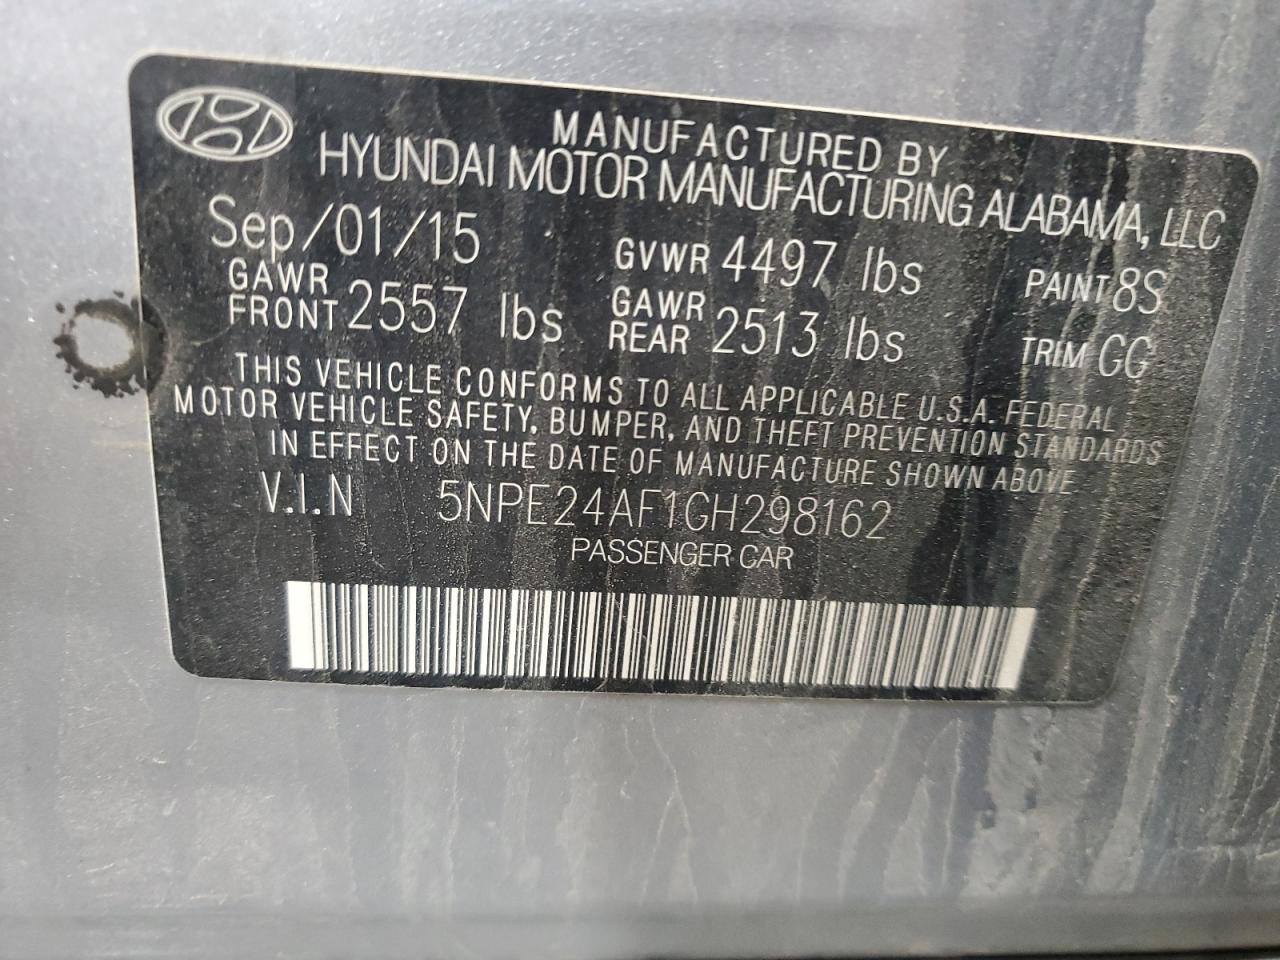 MANUFACTURED BY
HYUNDAI MOTOR MANUFACTURING ALABAMA, LLC
Sep/01/15 GVWR 4497 lbs PAINT 8S
GAWR FRONT 2557 lbs GAWR REAR 2513 lbs TRIM GG
THIS VEHICLE CONFORMS TO ALL APPLICABLE U.S.A. FEDERAL
MOTOR VEHICLE SAFETY, BUMPER, AND THEFT PREVENTION STANDARDS
IN EFFECT ON THE DATE OF MANUFACTURE SHOWN ABOVE
V.I.N 5NPE24AF1GH298162
PASSENGER CAR